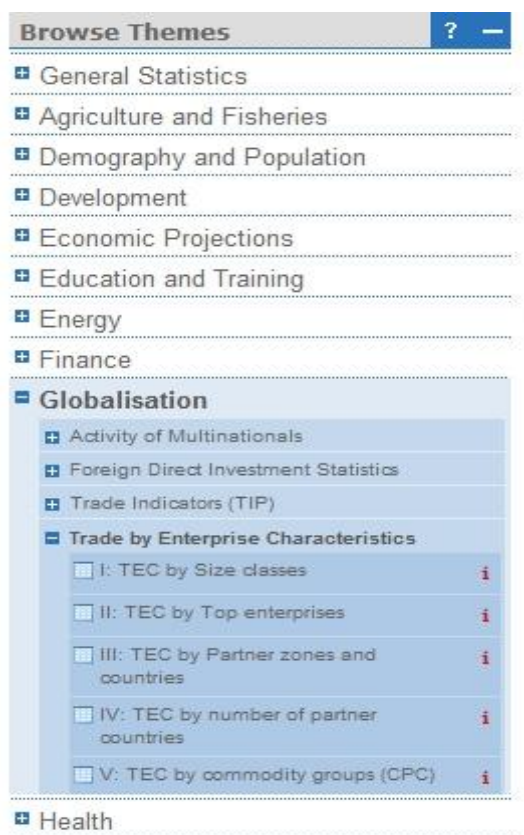 Browse Themes ? –
General Statistics
Agriculture and Fisheries
Demography and Population
Development
Economic Projections
Education and Training
Energy
Finance
Globalisation
Activity of Multinationals
Foreign Direct Investment Statistics
Trade Indicators (TIP)
Trade by Enterprise Characteristics
I: TEC by Size classes i
II: TEC by Top enterprises i
III: TEC by Partner zones and i
countries
IV: TEC by number of partner i
countries
V: TEC by commodity groups (CPC) i
Health